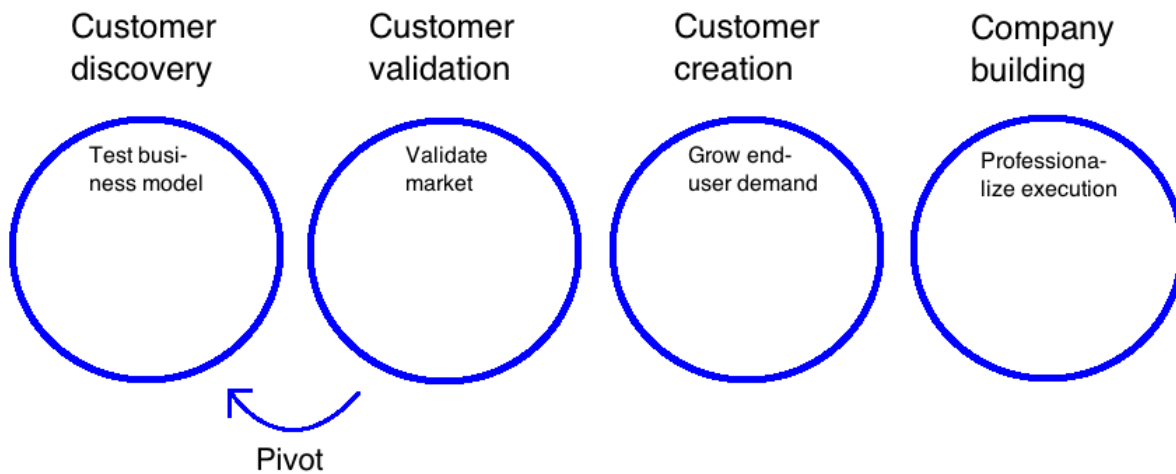 Customer
discovery
Customer
validation
Customer
creation
Company
building
Test busi-
ness model
Validate
market
Grow end-
user demand
Professiona-
lize execution
Pivot